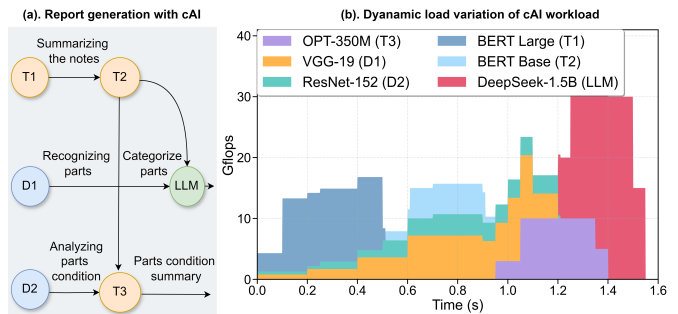 (a). Report generation with cAI
Summarizing
the notes
T1
T2
Recognizing
parts
Categorize
parts
D1
LLM
Analyzing
parts
condition
Parts condition
summary
D2
T3
(b). Dyanamic load variation of cAI workload
OPT-350M (T3)
VGG-19 (D1)
ResNet-152 (D2)
BERT Large (T1)
BERT Base (T2)
DeepSeek-1.5B (LLM)
Gflops
40
30
20
10
0
0.0 0.2 0.4 0.6 0.8 1.0 1.2 1.4 1.6
Time (s)